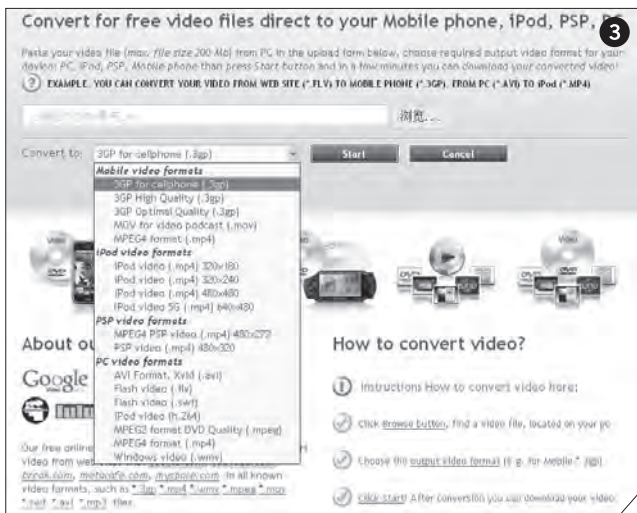 Convert for free video files direct to your Mobile phone, iPod, PSP,
3
Paste your video file (max. file size 200 Mb) from PC in the upload form below, choose required output video format for your
device: PC, iPod, PSP, Mobile phone than press Start button and in a few minutes you can download your converted video!
? EXAMPLE. YOU CAN CONVERT YOUR VIDEO FROM WEB SITE (*.FLV) TO MOBILE PHONE (*.3GP). FROM PC (*.AVI) TO iPod (*.MP4)
浏览...
Convert to: 3GP for cellphone (.3gp) Start Cancel
Mobile video formats
3GP for cellphone (.3gp)
3GP High Quality (.3gp)
3GP Optimal Quality (.3gp)
MOV for video podcast (.mov)
MPEG4 format (.mp4)
iPod video formats
iPod video (.mp4) 320x180
iPod video (.mp4) 320x240
iPod video (.mp4) 480x480
iPod video 5G (.mp4) 640x480
PSP video formats
MPEG4 PSP video (.mp4) 480x272
PSP video (.mp4) 480x320
PC video formats
AVI Format, Xvid (.avi)
Flash video (.flv)
Flash video (.swf)
iPod video (h.264)
MPEG2 format DVD Quality (.mpeg)
MPEG4 format (.mp4)
Windows video (.wmv)
About ou
Google
Our free online
video from web
break.com, metacafe.com, myspace.com in all known
video formats, such as *.3gp *.mp4 *.wmv *.mpeg *.mov
*.swf *.avi *.mp3 files
How to convert video?
Instructions How to convert video here:
Click Browse button, find a video file, located on your pc
Choose the output video format (e.g. for Mobile *.3gp)
Click Start! After conversion you can download your video